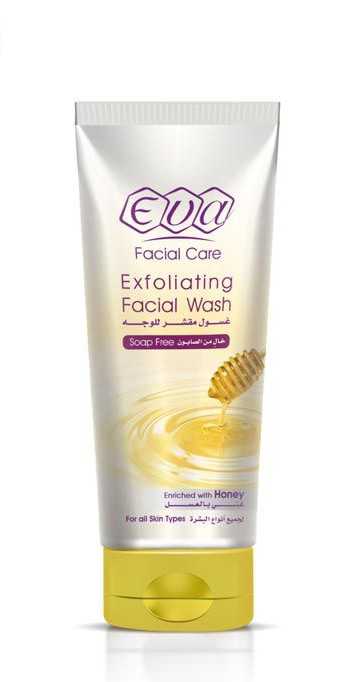 Eva
Facial Care
Exfoliating
Facial Wash
غسول مقشر للوجه
Soap Free خال من الصابون
Enriched with Honey
غني بالعسل
For all Skin Types لجميع أنواع البشرة